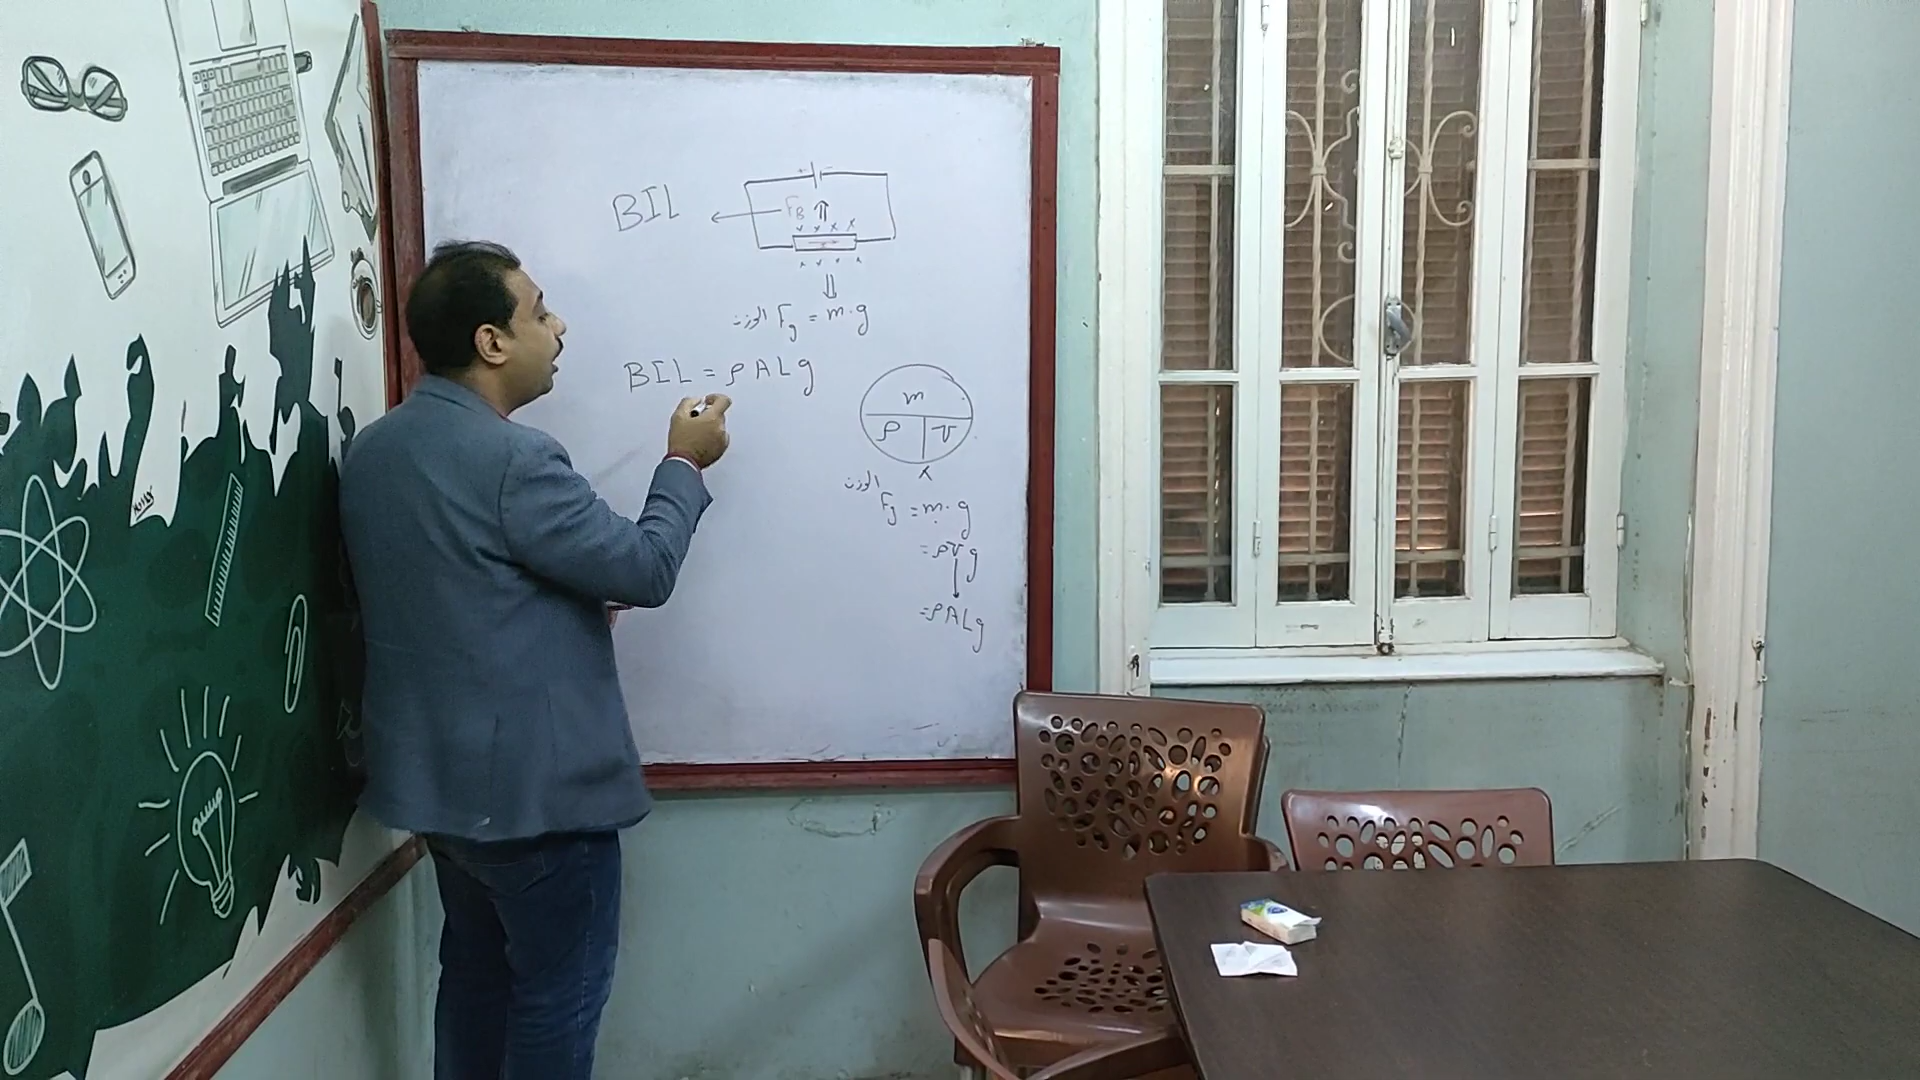 BIL
F_B
الوزن F_g = m.g
BIL = ρALg
m
ρ v
الوزن
F_g = m.g
= ρvg
= ρALg